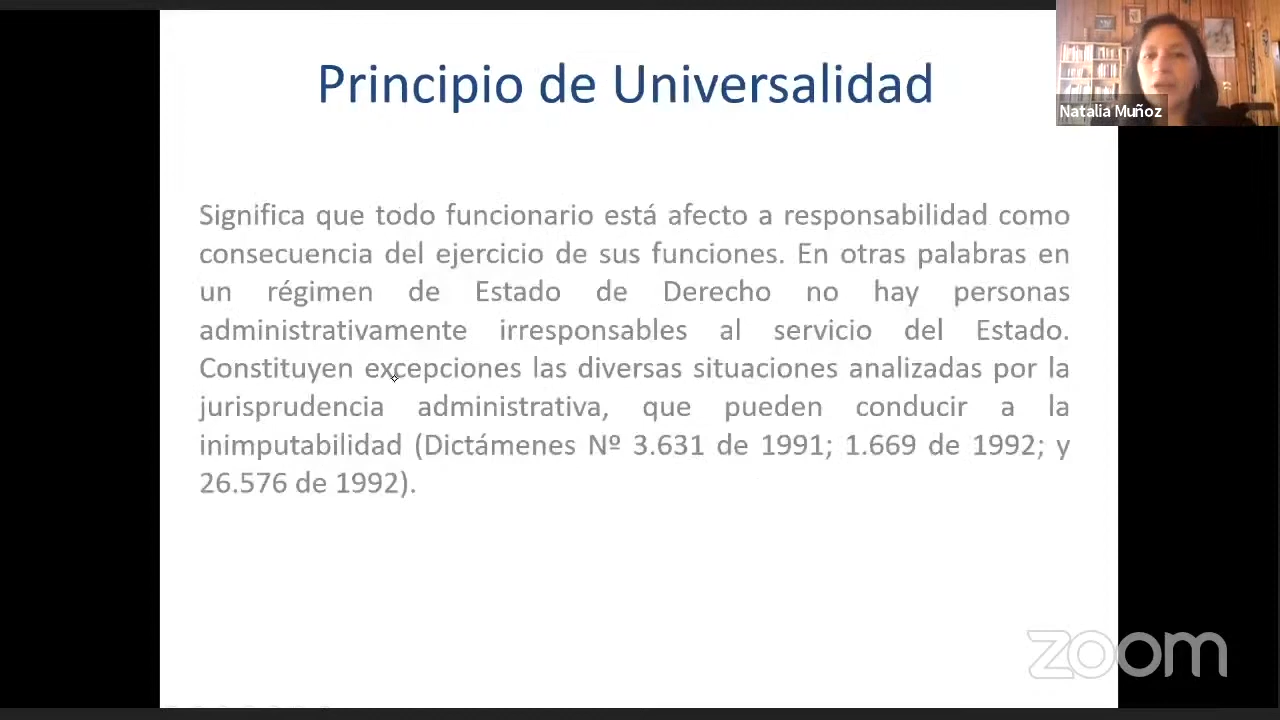 Principio de Universalidad
Natalia Muñoz
Significa que todo funcionario está afecto a responsabilidad como
consecuencia del ejercicio de sus funciones. En otras palabras en
un régimen de Estado de Derecho no hay personas
administrativamente irresponsables al servicio del Estado.
Constituyen excepciones las diversas situaciones analizadas por la
jurisprudencia administrativa, que pueden conducir a la
inimputabilidad (Dictámenes Nº 3.631 de 1991; 1.669 de 1992; y
26.576 de 1992).
zoom